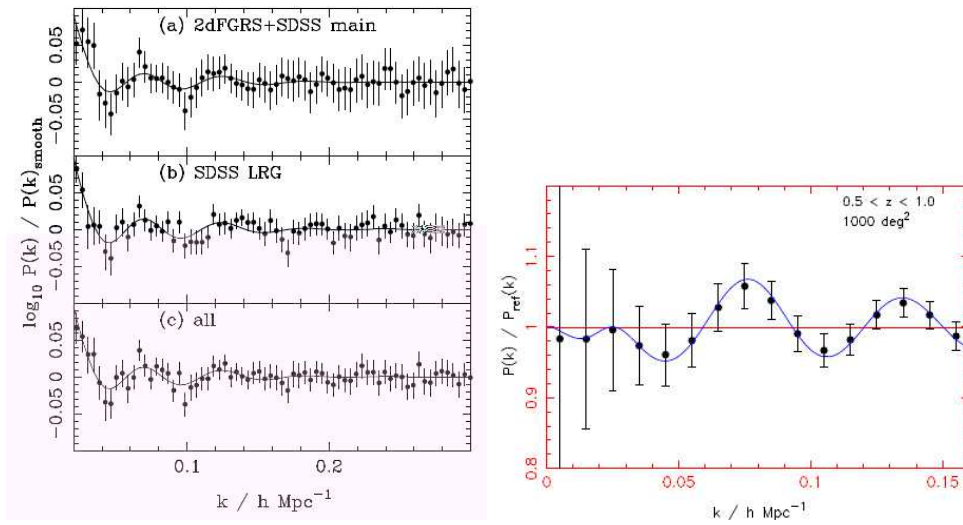 (a) 2dFGRS+SDSS main
0.05
0
−0.05
(b) SDSS LRG
0.05
0
−0.05
(c) all
0.05
0
−0.05
log10 P(k) / P(k)smooth
0.1
0.2
k / h Mpc⁻¹
0.5 < z < 1.0
1000 deg²
1.1
1
0.9
0.8
P(k) / Pref(k)
0
0.05
0.1
0.15
k / h Mpc⁻¹